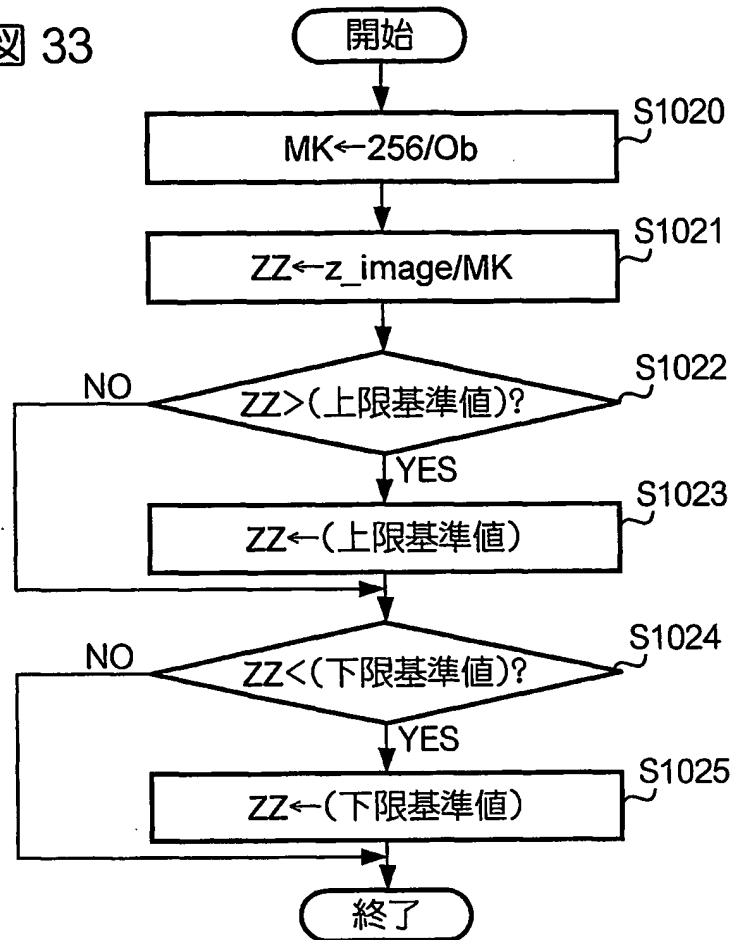 図 33
開始
S1020
MK←256/Ob
S1021
ZZ←z_image/MK
S1022
NO
ZZ>(上限基準値)?
YES
S1023
ZZ←(上限基準値)
S1024
NO
ZZ<(下限基準値)?
YES
S1025
ZZ←(下限基準値)
終了